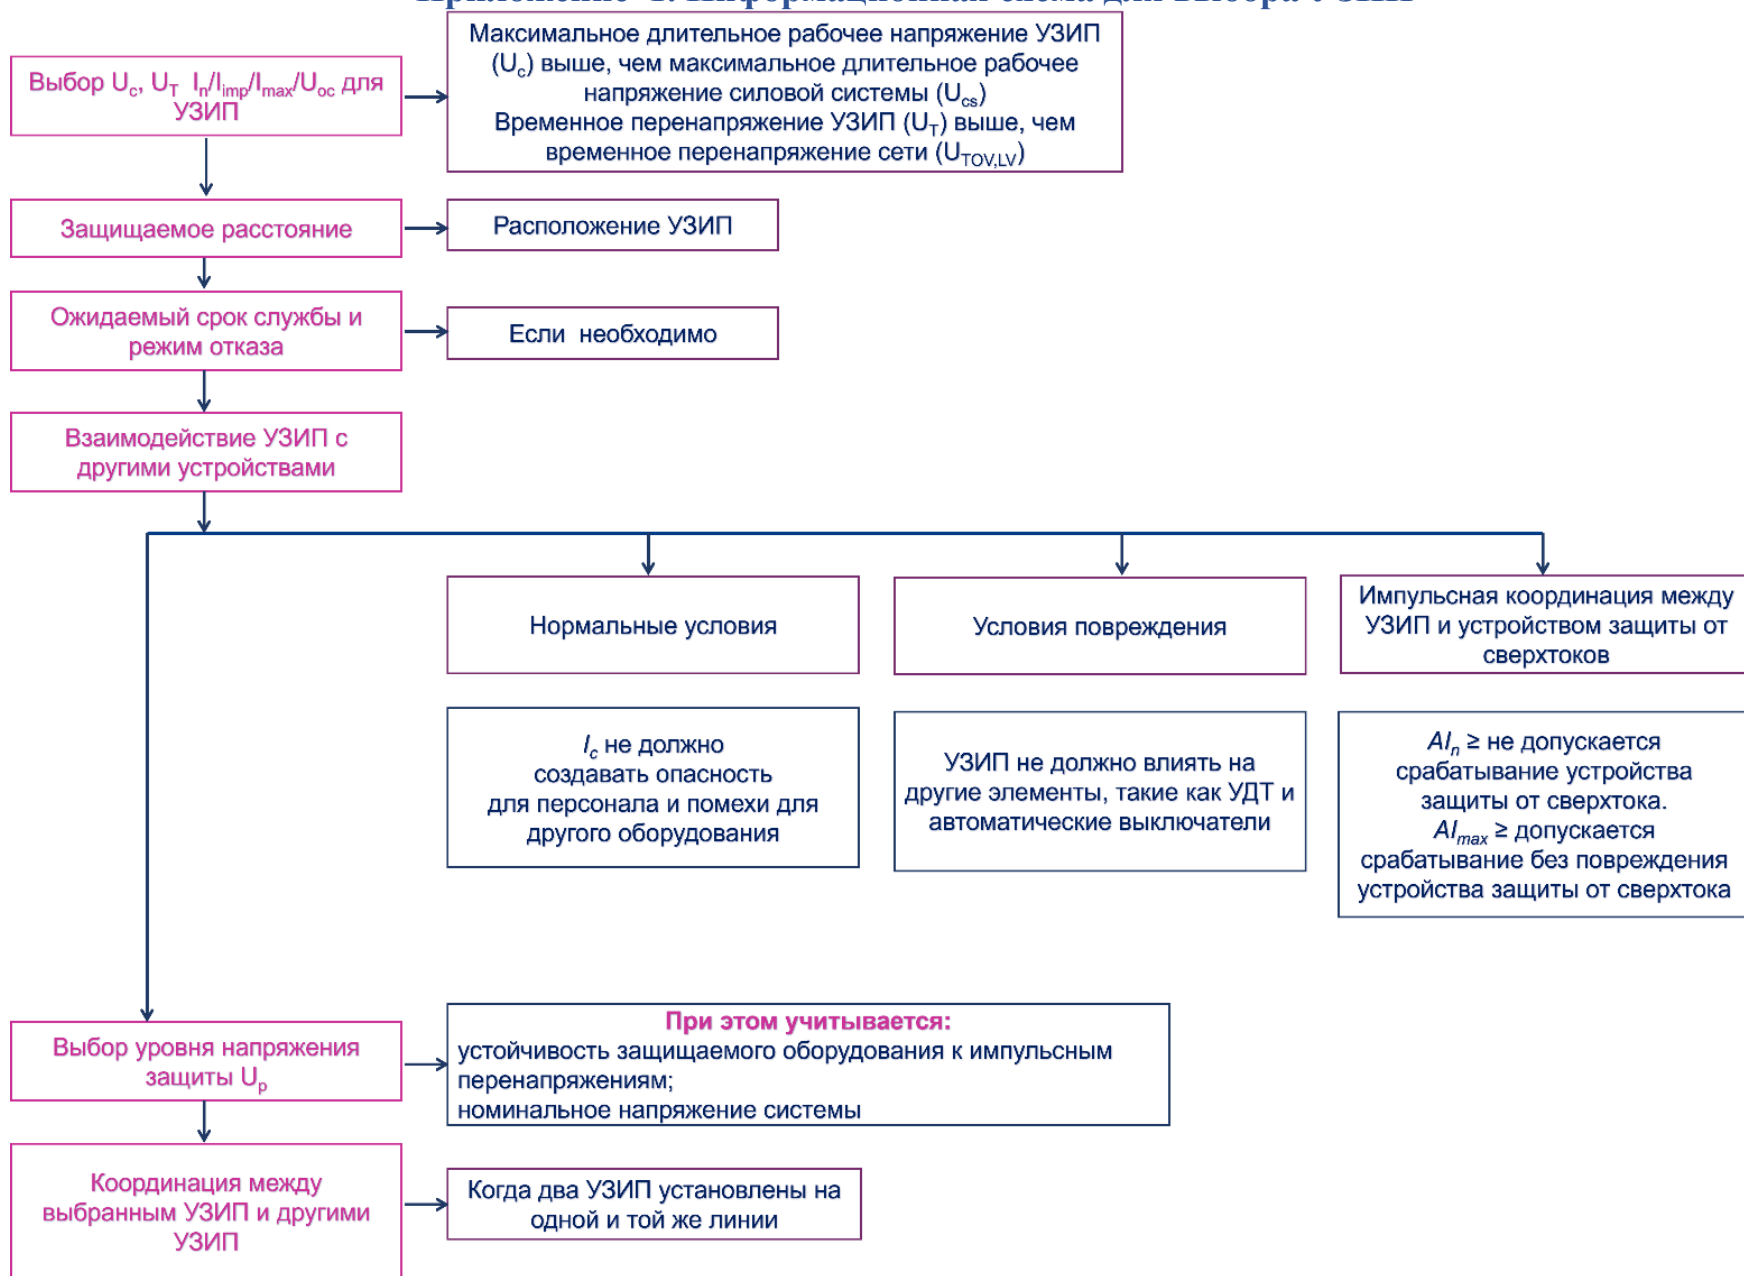 Приложение 1. Информационная схема для выбора УЗИП
Выбор Uc, UT In/Iimp/Imax/Uoc для
УЗИП
Максимальное длительное рабочее напряжение УЗИП
(Uc) выше, чем максимальное длительное рабочее
напряжение силовой системы (Ucs)
Временное перенапряжение УЗИП (UT) выше, чем
временное перенапряжение сети (UTOV,LV)
Защищаемое расстояние
Расположение УЗИП
Ожидаемый срок службы и
режим отказа
Если необходимо
Взаимодействие УЗИП с
другими устройствами
Нормальные условия
Условия повреждения
Импульсная координация между
УЗИП и устройством защиты от
сверхтоков
Ic не должно
создавать опасность
для персонала и помехи для
другого оборудования
УЗИП не должно влиять на
другие элементы, такие как УДТ и
автоматические выключатели
AIn ≥ не допускается
срабатывание устройства
защиты от сверхтока.
AImax ≥ допускается
срабатывание без повреждения
устройства защиты от сверхтока
Выбор уровня напряжения
защиты Up
При этом учитывается:
устойчивость защищаемого оборудования к импульсным
перенапряжениям;
номинальное напряжение системы
Координация между
выбранным УЗИП и другими
УЗИП
Когда два УЗИП установлены на
одной и той же линии